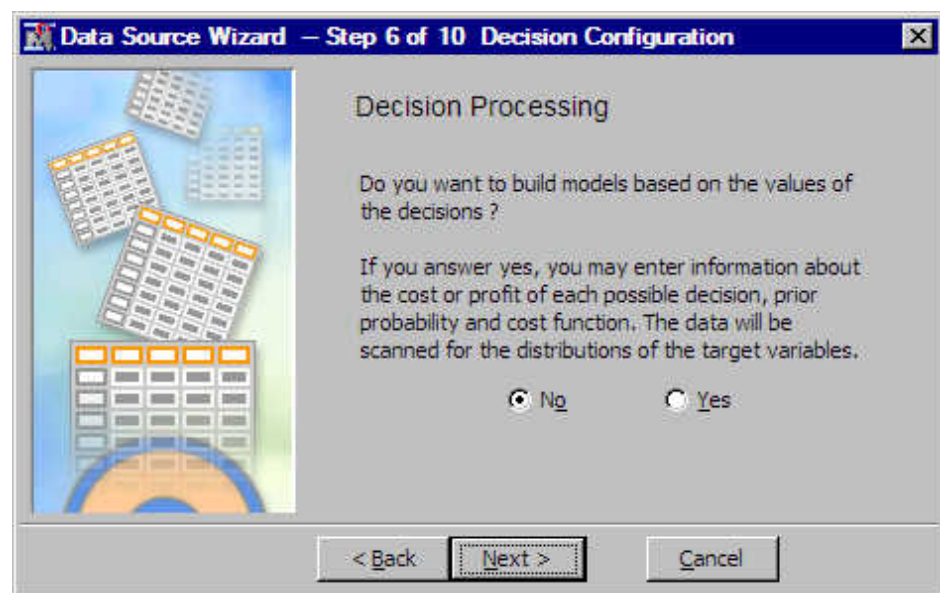 Data Source Wizard – Step 6 of 10 Decision Configuration
Decision Processing
Do you want to build models based on the values of
the decisions ?
If you answer yes, you may enter information about
the cost or profit of each possible decision, prior
probability and cost function. The data will be
scanned for the distributions of the target variables.
No Yes
< Back Next > Cancel